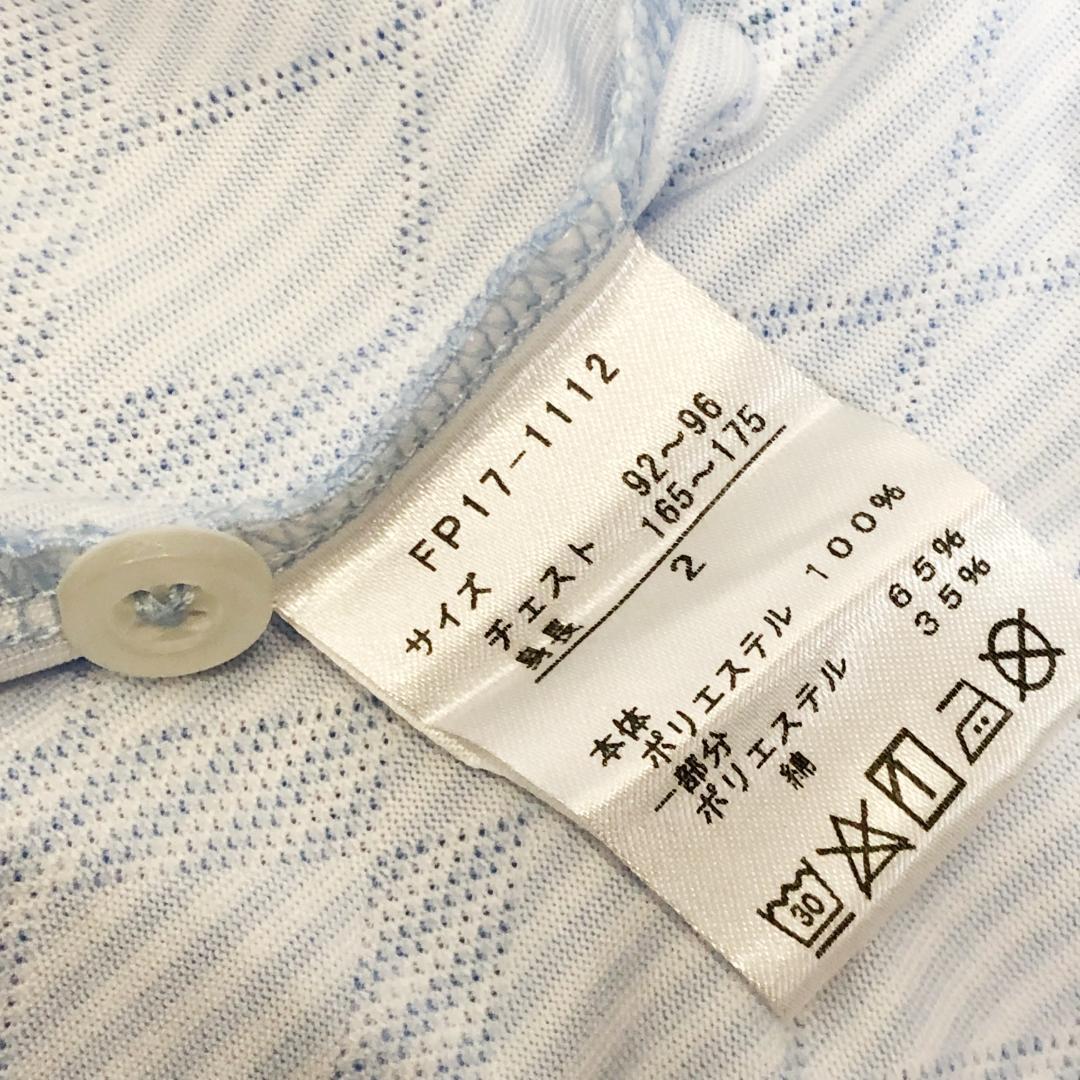 FP17-1112
サイズ
チェスト 92～96
身長 165～175
2
本体
ポリエステル 100%
一部分
ポリエステル 65%
綿 35%
30